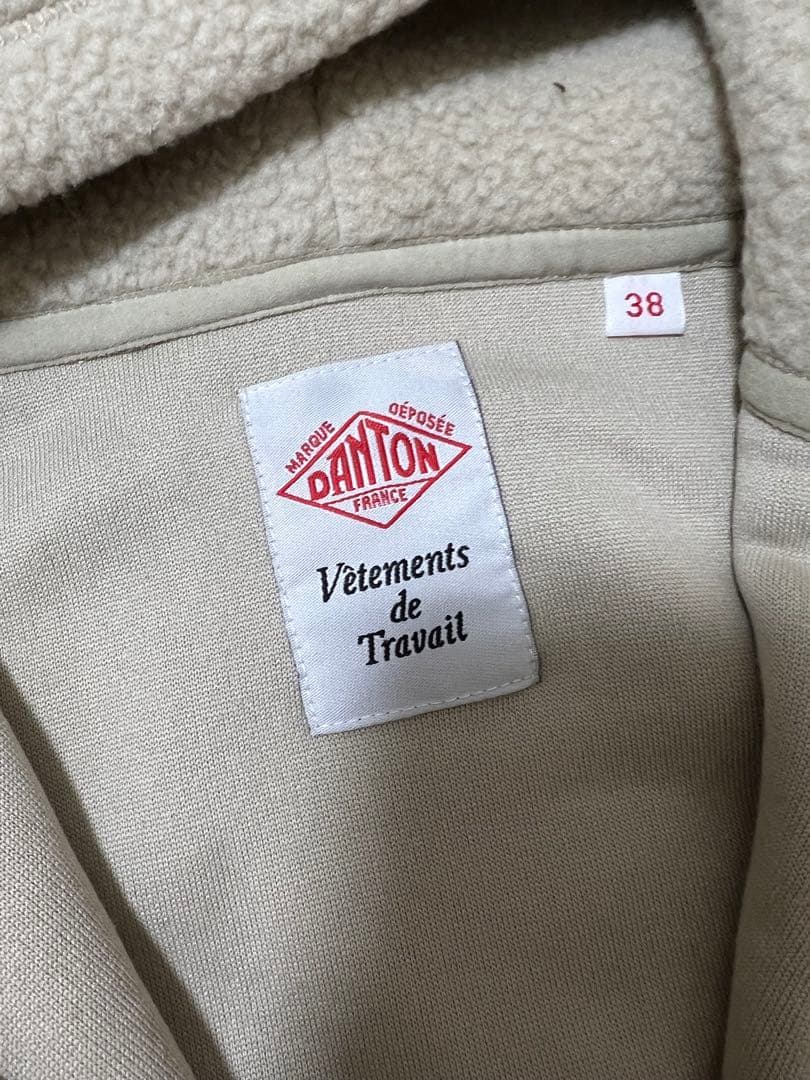 38
MARQUE DÉPOSÉE
DANTON
FRANCE
Vêtements
de
Travail